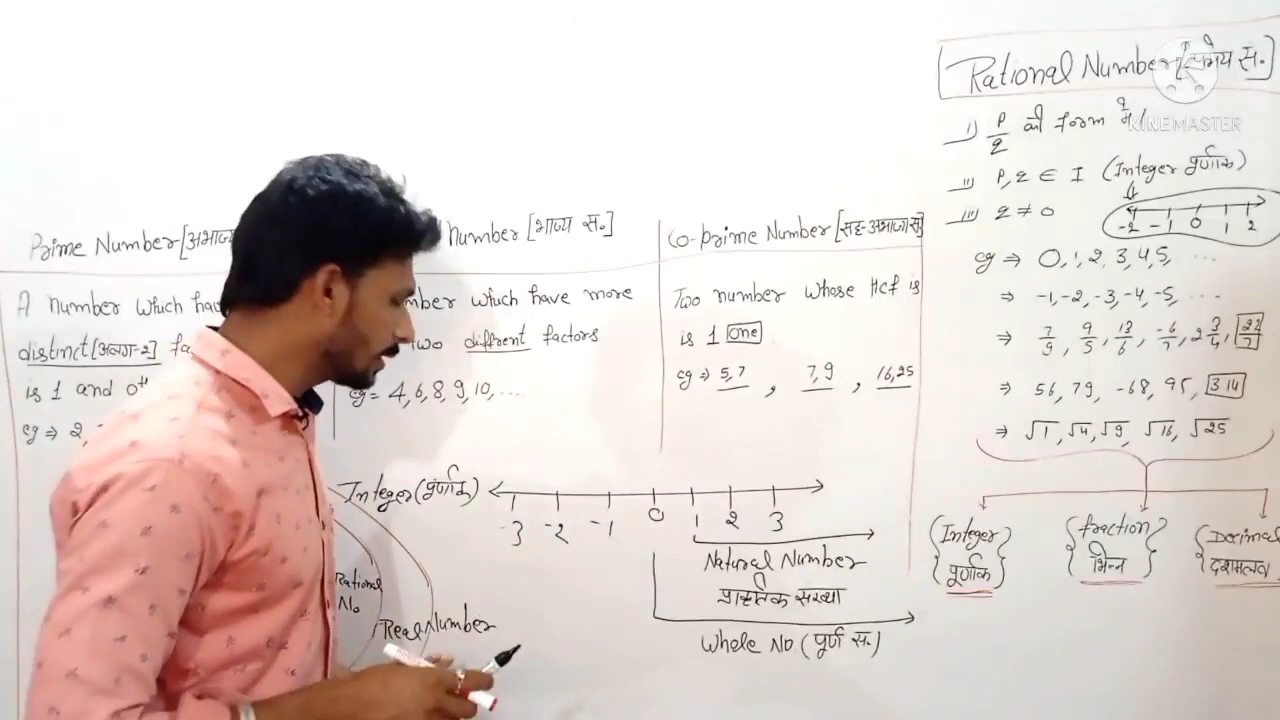 Prime Number [अभाज्य
Number [भाज्य स.]
Co-prime Number [सह-अभाज्य स]
A number which hav
distinct [अलग-2] fa
is 1 and oth
eg ⇒ 2,
mber which have more
two diffrent factors
eg = 4, 6, 8, 9, 10, ....
Two number whose Hcf is
is 1 [One]
eg ⇒ 5,7 , 7,9 , 16,25
Integer (पूर्णांक)
-3 -2 -1 0 1 2 3
Natural Number
प्राकृतिक संख्या
Whole No (पूर्ण स.)
Rational
No
Real Number
Rational Number
KINEMASTER
i) P/q की form में
ii) P, q ∈ I (Integer पूर्णांक)
iii) q ≠ 0
-2 -1 0 1 2
eg ⇒ 0, 1, 2, 3, 4, 5, ....
⇒ -1, -2, -3, -4, -5, ....
⇒ 7/9, 9/5, 13/6, -6/7, 2 3/4, 22/7
⇒ 56, 79, -68, 95, 3.14
⇒ √1, √4, √9, √16, √25
{Integer पूर्णांक}
{fraction भिन्न}
{Decimal दशमलव